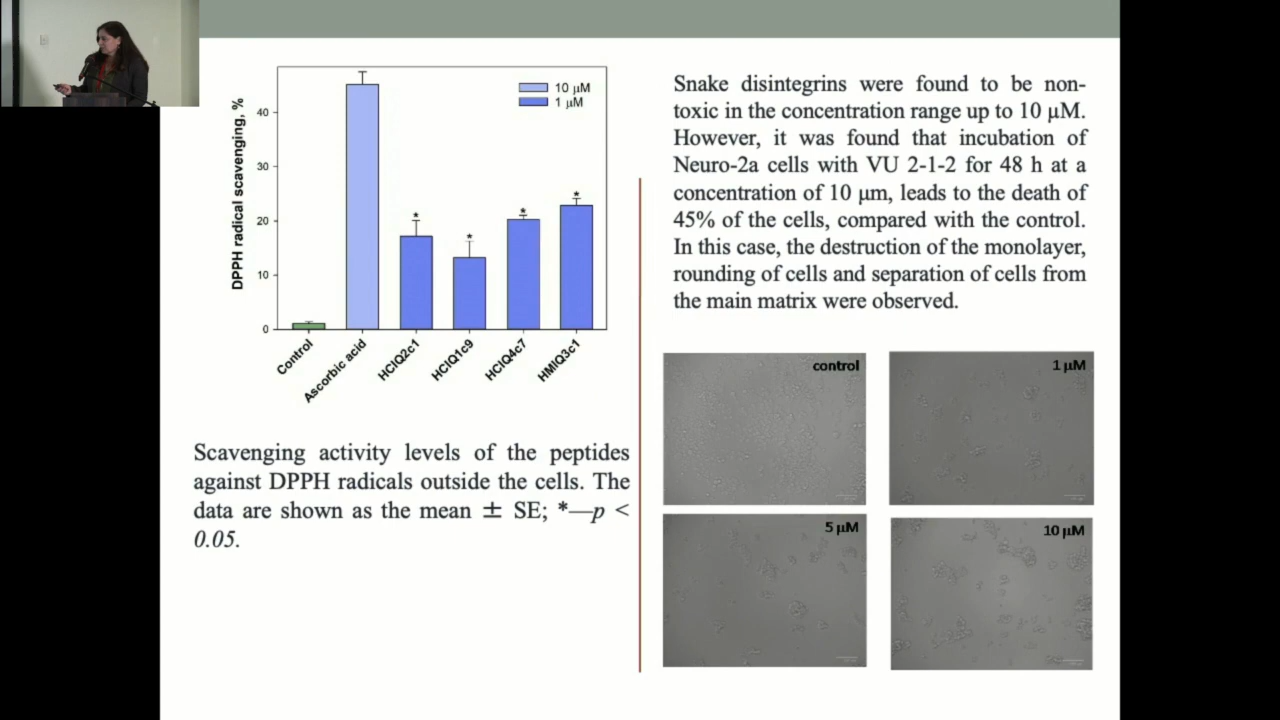 10 μM
1 μM
DPPH radical scavenging, %
40
30
20
10
0
*
*
*
*
Control
Ascorbic acid
HCIQ2c1
HCIQ1c9
HCIQ4c7
HMIQ3c1
Scavenging activity levels of the peptides
against DPPH radicals outside the cells. The
data are shown as the mean ± SE; *—p <
0.05.
Snake disintegrins were found to be non-
toxic in the concentration range up to 10 μM.
However, it was found that incubation of
Neuro-2a cells with VU 2-1-2 for 48 h at a
concentration of 10 μm, leads to the death of
45% of the cells, compared with the control.
In this case, the destruction of the monolayer,
rounding of cells and separation of cells from
the main matrix were observed.
control
1 μM
5 μM
10 μM